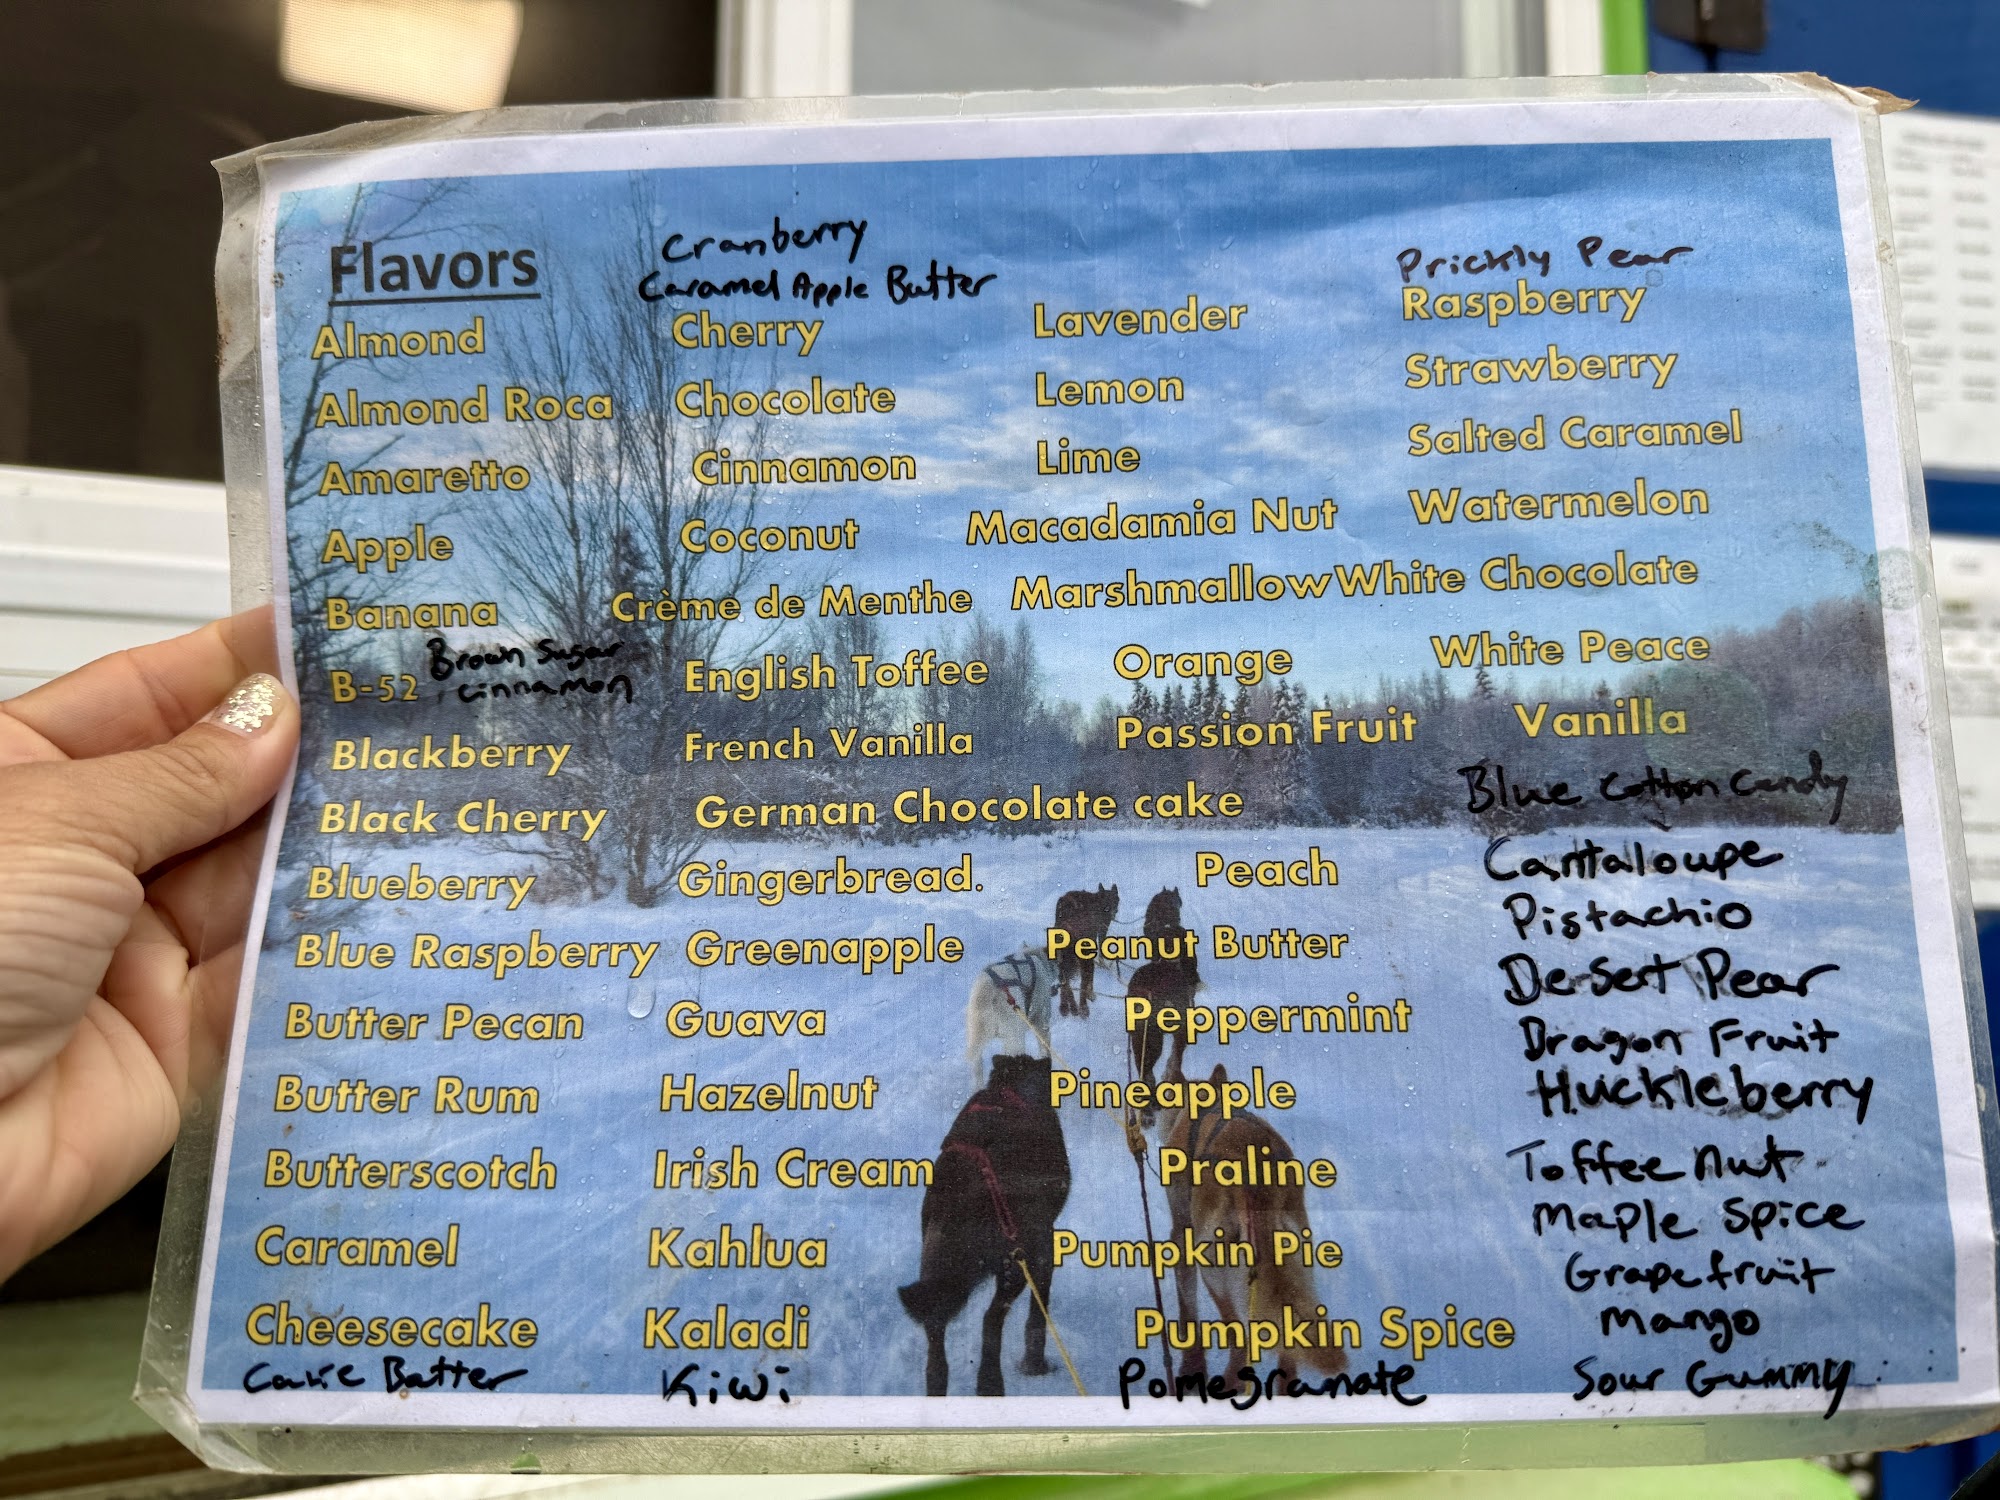 Flavors
Almond
Almond Roca
Amaretto
Apple
Banana
B-52 Brown Sugar
cinnamon
Blackberry
Black Cherry
Blueberry
Blue Raspberry
Butter Pecan
Butter Rum
Butterscotch
Caramel
Cheesecake
Cake Batter
Cranberry
Caramel Apple Butter
Cherry
Chocolate
Cinnamon
Coconut
Crème de Menthe
English Toffee
French Vanilla
German Chocolate cake
Gingerbread.
Greenapple
Guava
Hazelnut
Irish Cream
Kahlua
Kaladi
Kiwi
Lavender
Lemon
Lime
Macadamia Nut
Marshmallow
Orange
Passion Fruit
Peach
Peanut Butter
Peppermint
Pineapple
Praline
Pumpkin Pie
Pumpkin Spice
Pomegranate
Prickly Pear
Raspberry
Strawberry
Salted Caramel
Watermelon
White Chocolate
White Peace
Vanilla
Blue Cotton Candy
Cantaloupe
Pistachio
Desert Pear
Dragon Fruit
Huckleberry
Toffee nut
Maple Spice
Grapefruit
Mango
Sour Gummy